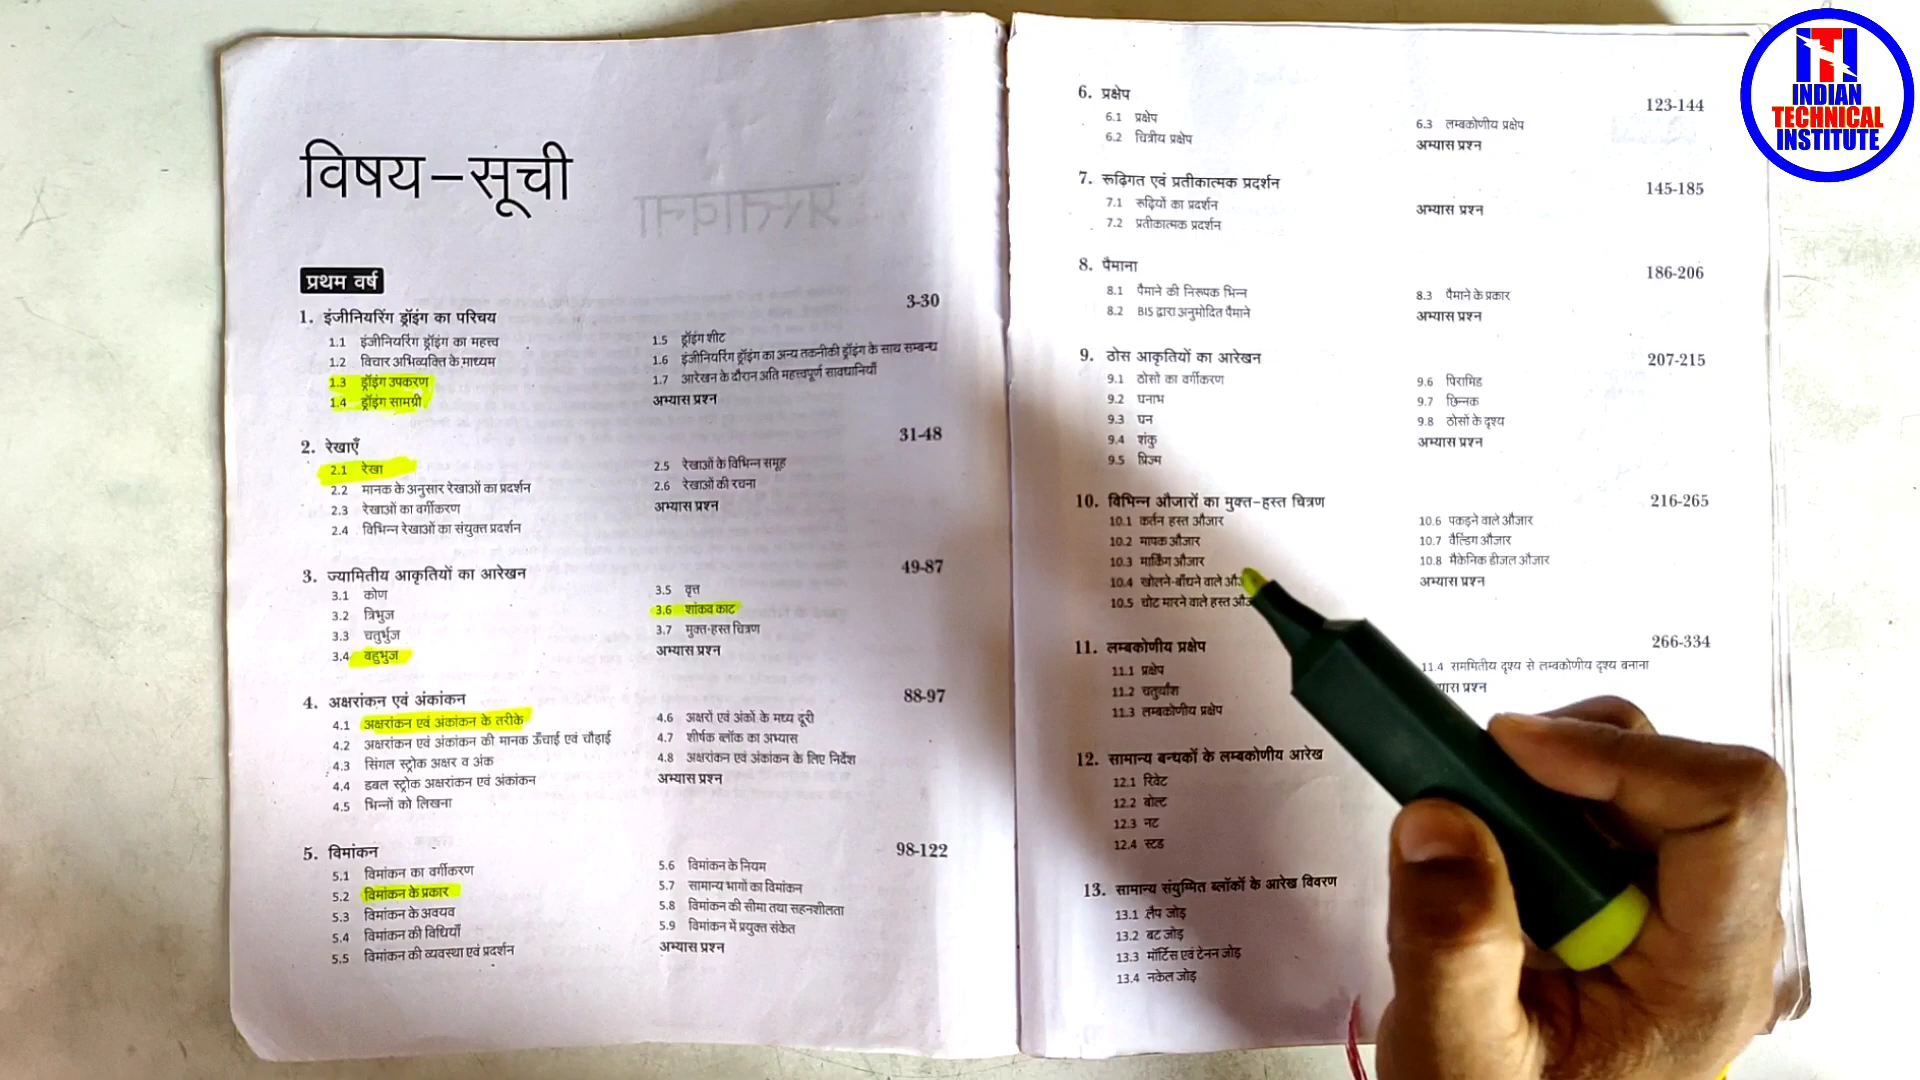 विषय-सूची
प्रथम वर्ष
1. इंजीनियरिंग ड्रॉइंग का परिचय 3-30
1.1 इंजीनियरिंग ड्रॉइंग का महत्त्व
1.2 विचार अभिव्यक्ति के माध्यम
1.3 ड्रॉइंग उपकरण
1.4 ड्रॉइंग सामग्री
1.5 ड्रॉइंग शीट
1.6 इंजीनियरिंग ड्रॉइंग का अन्य तकनीकी ड्रॉइंग के साथ सम्बन्ध
1.7 आरेखन के दौरान अति महत्त्वपूर्ण सावधानियाँ
अभ्यास प्रश्न
2. रेखाएँ 31-48
2.1 रेखा
2.2 मानक के अनुसार रेखाओं का प्रदर्शन
2.3 रेखाओं का वर्गीकरण
2.4 विभिन्न रेखाओं का संयुक्त प्रदर्शन
2.5 रेखाओं के विभिन्न समूह
2.6 रेखाओं की रचना
अभ्यास प्रश्न
3. ज्यामितीय आकृतियों का आरेखन 49-87
3.1 कोण
3.2 त्रिभुज
3.3 चतुर्भुज
3.4 बहुभुज
3.5 वृत्त
3.6 शांकव काट
3.7 मुक्त-हस्त चित्रण
अभ्यास प्रश्न
4. अक्षरांकन एवं अंकांकन 88-97
4.1 अक्षरांकन एवं अंकांकन के तरीके
4.2 अक्षरांकन एवं अंकांकन की मानक ऊँचाई एवं चौड़ाई
4.3 सिंगल स्ट्रोक अक्षर व अंक
4.4 डबल स्ट्रोक अक्षरांकन एवं अंकांकन
4.5 भिन्नों को लिखना
4.6 अक्षरों एवं अंकों के मध्य दूरी
4.7 शीर्षक ब्लॉक का अभ्यास
4.8 अक्षरांकन एवं अंकांकन के लिए निर्देश
अभ्यास प्रश्न
5. विमांकन 98-122
5.1 विमांकन का वर्गीकरण
5.2 विमांकन के प्रकार
5.3 विमांकन के अवयव
5.4 विमांकन की विधियाँ
5.5 विमांकन की व्यवस्था एवं प्रदर्शन
5.6 विमांकन के नियम
5.7 सामान्य भागों का विमांकन
5.8 विमांकन की सीमा तथा सहनशीलता
5.9 विमांकन में प्रयुक्त संकेत
अभ्यास प्रश्न
6. प्रक्षेप 123-144
6.1 प्रक्षेप
6.2 चित्रीय प्रक्षेप
6.3 लम्बकोणीय प्रक्षेप
अभ्यास प्रश्न
7. रूढ़िगत एवं प्रतीकात्मक प्रदर्शन 145-185
7.1 रूढ़ियों का प्रदर्शन
7.2 प्रतीकात्मक प्रदर्शन
अभ्यास प्रश्न
8. पैमाना 186-206
8.1 पैमाने की निरूपक भिन्न
8.2 BIS द्वारा अनुमोदित पैमाने
8.3 पैमाने के प्रकार
अभ्यास प्रश्न
9. ठोस आकृतियों का आरेखन 207-215
9.1 ठोसों का वर्गीकरण
9.2 घनाभ
9.3 घन
9.4 शंकु
9.5 प्रिज्म
9.6 पिरामिड
9.7 छिन्नक
9.8 ठोसों के दृश्य
अभ्यास प्रश्न
10. विभिन्न औजारों का मुक्त-हस्त चित्रण 216-265
10.1 कर्तन हस्त औजार
10.2 मापक औजार
10.3 मार्किंग औजार
10.4 खोलने-बाँधने वाले
10.5 चोट मारने वाले हस्त
10.6 पकड़ने वाले औजार
10.7 वैल्डिंग औजार
10.8 मैकेनिक डीजल औजार
अभ्यास प्रश्न
11. लम्बकोणीय प्रक्षेप 266-334
11.1 प्रक्षेप
11.2 चतुर्थांश
11.3 लम्बकोणीय प्रक्षेप
11.4 सममितीय दृश्य से लम्बकोणीय दृश्य बनाना
प्रश्न
12. सामान्य बन्धकों के लम्बकोणीय आरेख
12.1 रिवेट
12.2 बोल्ट
12.3 नट
12.4 स्टड
13. सामान्य संयुग्मित ब्लॉकों के आरेख विवरण
13.1 लैप जोड़
13.2 बट जोड़
13.3 मॉर्टिस एवं टेनन जोड़
13.4 नकेल जोड़
ITI
INDIAN
TECHNICAL
INSTITUTE